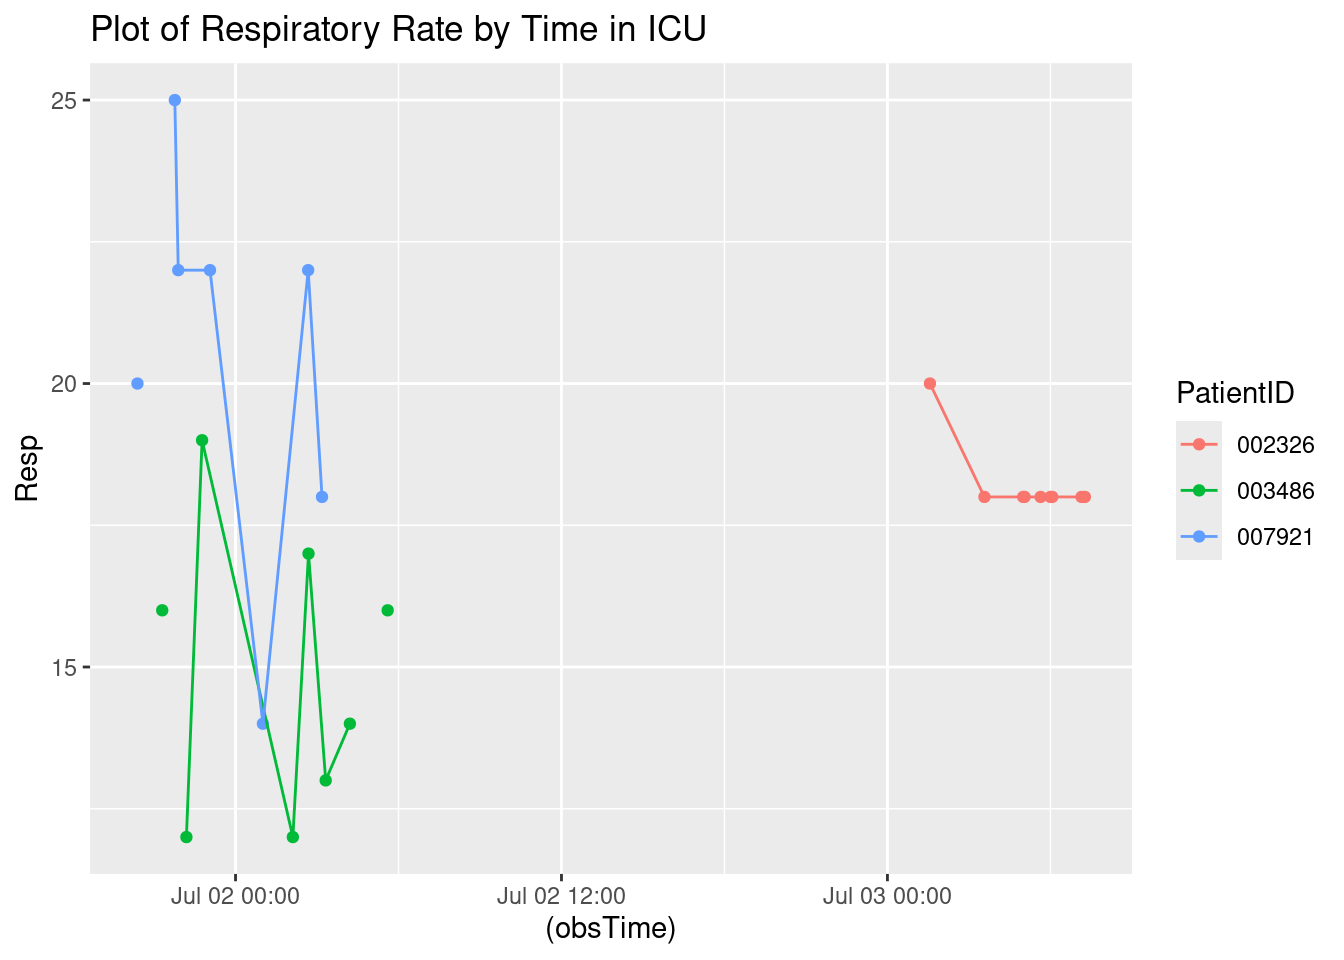 Plot of Respiratory Rate by Time in ICU
25
20
15
Resp
Jul 02 00:00
Jul 02 12:00
Jul 03 00:00
(obsTime)
PatientID
002326
003486
007921